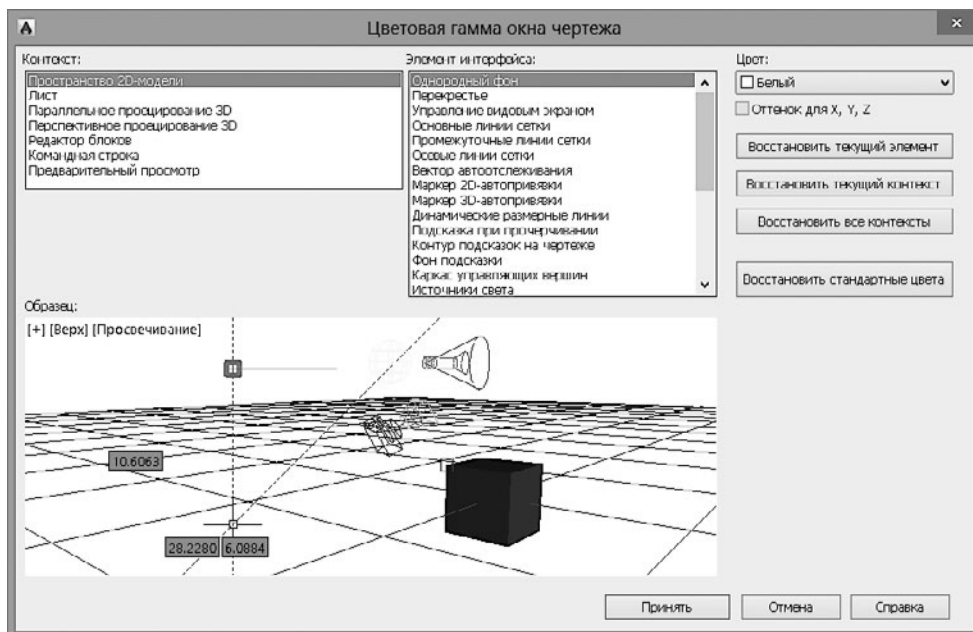 Цветовая гамма окна чертежа
Контекст:
Пространство 2D-модели
Лист
Параллельное проецирование 3D
Перспективное проецирование 3D
Редактор блоков
Командная строка
Предварительный просмотр
Элемент интерфейса:
Однородный фон
Перекрестье
Управление видовым экраном
Основные линии сетки
Промежуточные линии сетки
Осевые линии сетки
Вектор автоотслеживания
Маркер 2D-автопривязки
Маркер 3D-автопривязки
Динамические размерные линии
Подсказка при прочерчивании
Контур подсказок на чертеже
Фон подсказки
Каркас управляющих вершин
Источники света
Цвет:
Белый
Оттенок для X, Y, Z
Восстановить текущий элемент
Восстановить текущий контекст
Восстановить все контексты
Восстановить стандартные цвета
Образец:
[+] [Верх] [Просвечивание]
10.6063
28.2280 6.0884
Принять
Отмена
Справка